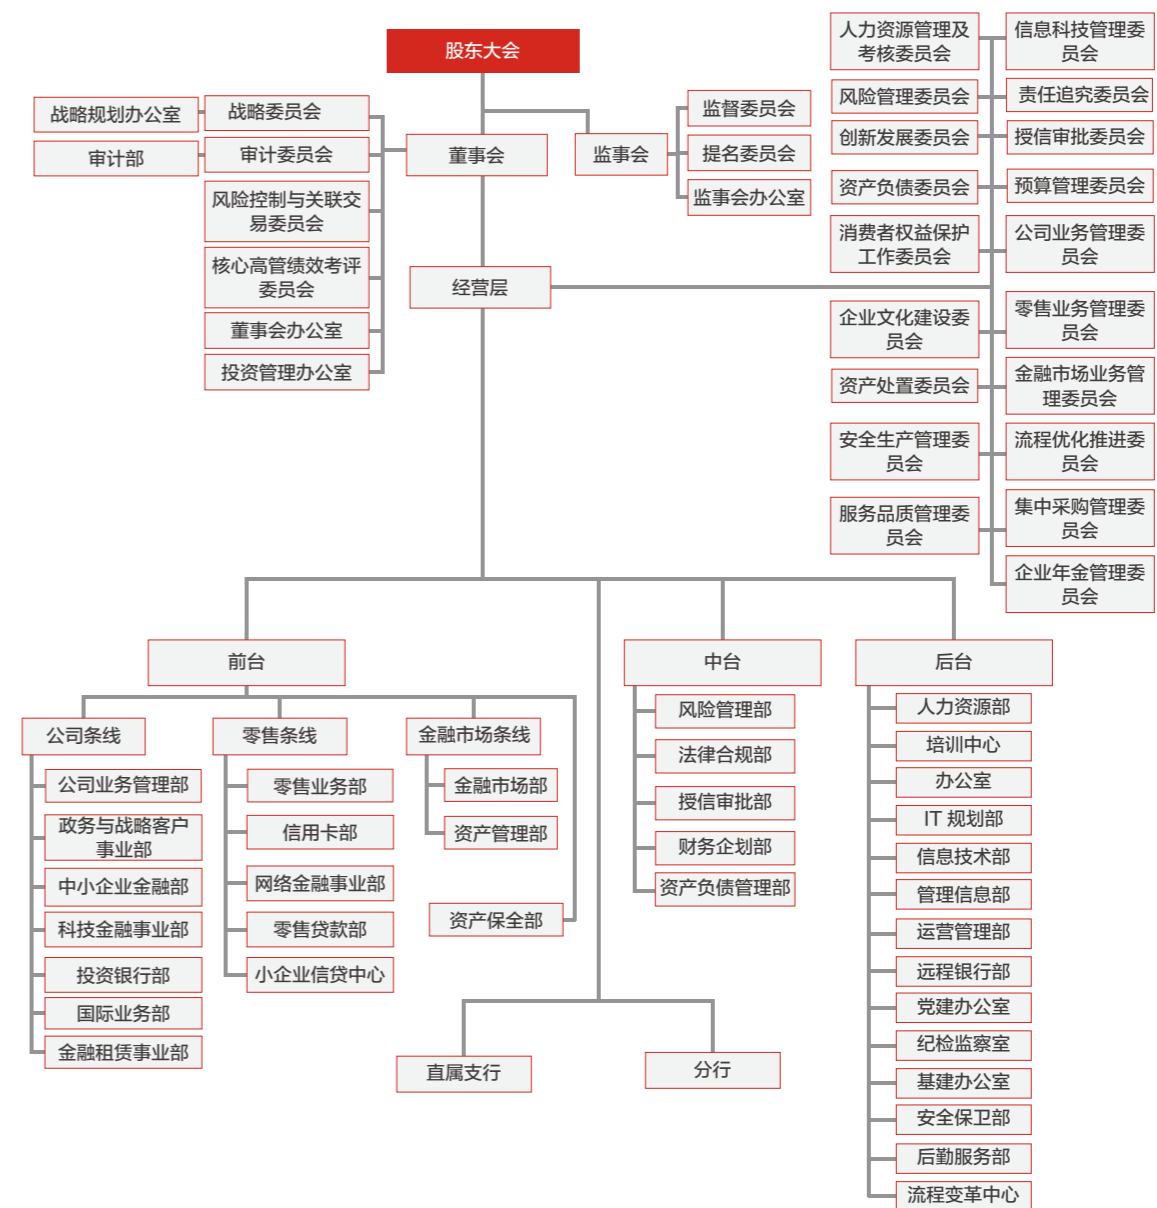 股东大会
战略规划办公室
战略委员会
审计部
审计委员会
风险控制与关联交
易委员会
核心高管绩效考评
委员会
董事会办公室
投资管理办公室
董事会
监事会
监督委员会
提名委员会
监事会办公室
经营层
人力资源管理及
考核委员会
信息科技管理委
员会
风险管理委员会
责任追究委员会
创新发展委员会
授信审批委员会
资产负债委员会
预算管理委员会
消费者权益保护
工作委员会
公司业务管理委
员会
企业文化建设委
员会
零售业务管理委
员会
资产处置委员会
金融市场业务管
理委员会
安全生产管理委
员会
流程优化推进委
员会
服务品质管理委
员会
集中采购管理委
员会
企业年金管理委
员会
前台
公司条线
公司业务管理部
政务与战略客户
事业部
中小企业金融部
科技金融事业部
投资银行部
国际业务部
金融租赁事业部
零售条线
零售业务部
信用卡部
网络金融事业部
零售贷款部
小企业信贷中心
金融市场条线
金融市场部
资产管理部
资产保全部
直属支行
分行
中台
风险管理部
法律合规部
授信审批部
财务企划部
资产负债管理部
后台
人力资源部
培训中心
办公室
IT 规划部
信息技术部
管理信息部
运营管理部
远程银行部
党建办公室
纪检监察室
基建办公室
安全保卫部
后勤服务部
流程变革中心